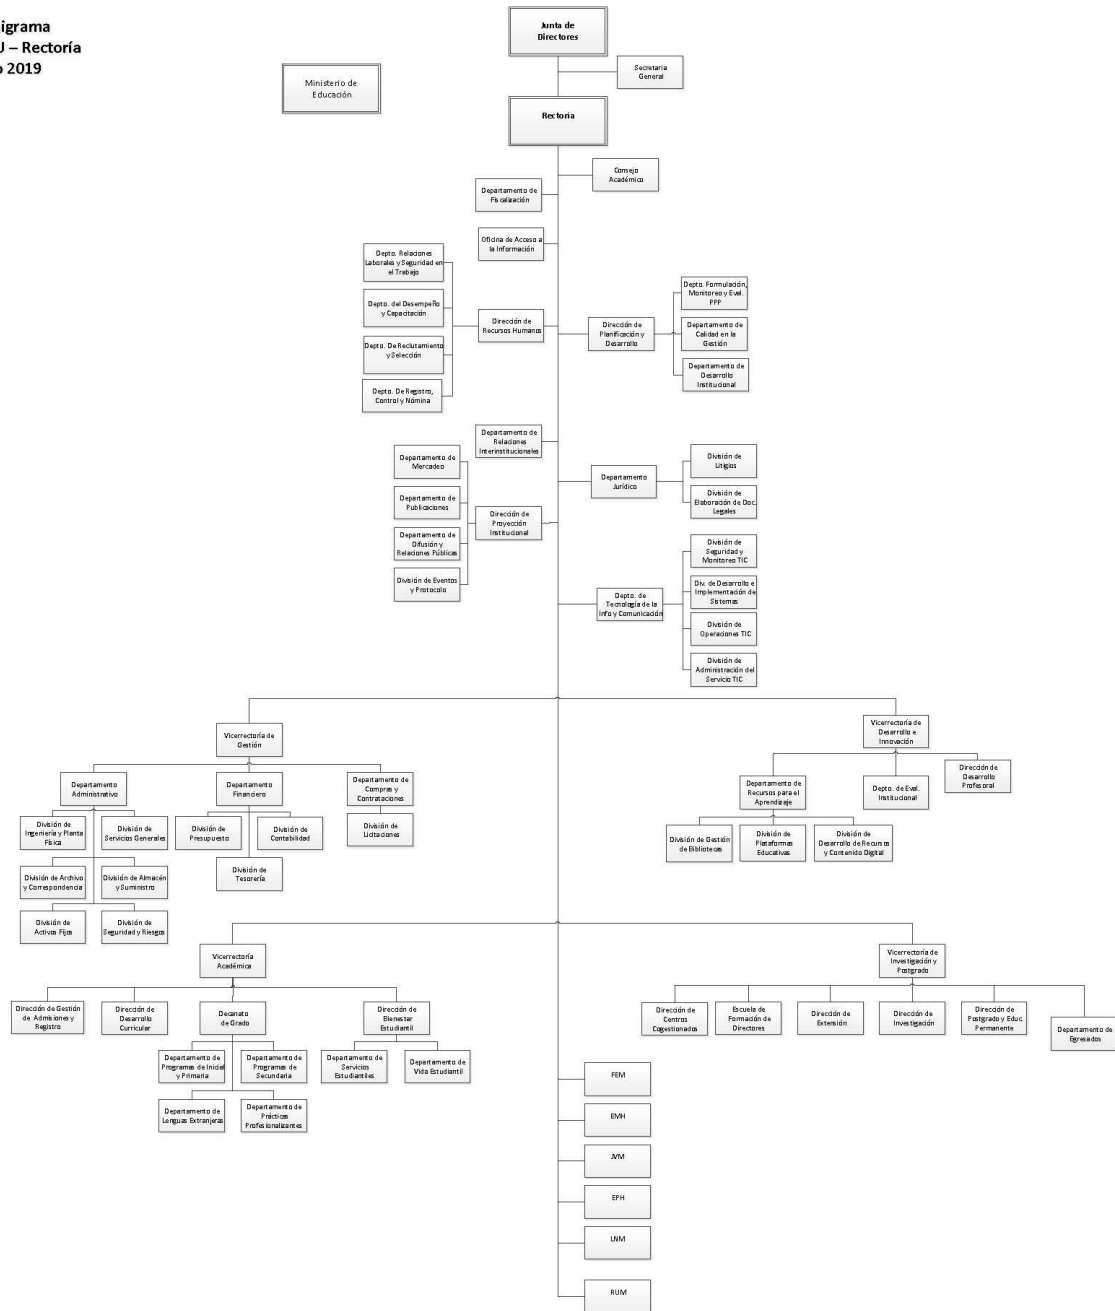 igrama
J – Rectoría
o 2019
Junta de
Directores
Secretaria
General
Ministerio de
Educación
Rectoria
Consejo
Académico
Departamento de
Fiscalización
Oficina de Acceso a
la Información
Depto. Relaciones
Laborales y Seguridad en
el Trabajo
Depto. del Desempeño
y Capacitación
Dirección de
Recursos Humanos
Depto. De Reclutamiento
y Selección
Depto. De Registro,
Control y Nómina
Depto. Formulación,
Monitoreo y Eval.
PPP
Dirección de
Planificación y
Desarrollo
Departamento de
Calidad en la
Gestión
Departamento de
Desarrollo
Institucional
Departamento de
Relaciones
Interinstitucionales
Departamento de
Mercadeo
Departamento de
Publicaciones
Dirección de
Proyección
Institucional
Departamento de
Difusión y
Relaciones Públicas
División de Eventos
y Protocolo
Departamento
Jurídico
División de
Litigios
División de
Elaboración de Doc.
Legales
División de
Seguridad y
Monitoreo TIC
Depto. de
Tecnología de la
Info y Comunicación
Div. de Desarrollo e
Implementación de
Sistemas
División de
Operaciones TIC
División de
Administración del
Servicio TIC
Vicerrectoría de
Gestión
Departamento
Administrativo
Departamento
Financiero
Departamento de
Compras y
Contrataciones
División de
Ingeniería y Planta
Física
División de
Servicios Generales
División de
Presupuesto
División de
Contabilidad
División de
Licitaciones
División de Archivo
y Correspondencia
División de Almacén
y Suministro
División de
Tesorería
División de
Activos Fijos
División de
Seguridad y Riesgos
Vicerrectoría de
Desarrollo e
Innovación
Departamento de
Recursos para el
Aprendizaje
Depto. de Eval.
Institucional
Dirección de
Desarrollo
Profesoral
División de Gestión
de Bibliotecas
División de
Plataformas
Educativas
División de
Desarrollo de Recursos
y Contenido Digital
Vicerrectoría
Académica
Dirección de Gestión
de Admisiones y
Registro
Dirección de
Desarrollo
Curricular
Decanato
de Grado
Dirección de
Bienestar
Estudiantil
Departamento de
Programas de Inicial
y Primaria
Departamento de
Programas de
Secundaria
Departamento de
Servicios
Estudiantiles
Departamento de
Vida Estudiantil
Departamento de
Lenguas Extranjeras
Departamento de
Prácticas
Profesionalizantes
Vicerrectoría de
Investigación y
Postgrado
Dirección de
Centros
Cogestionados
Escuela de
Formación de
Directores
Dirección de
Extensión
Dirección de
Investigación
Dirección de
Postgrado y Educ.
Permanente
Departamento de
Egresados
FEM
EMH
JVM
EPH
LNM
RUM